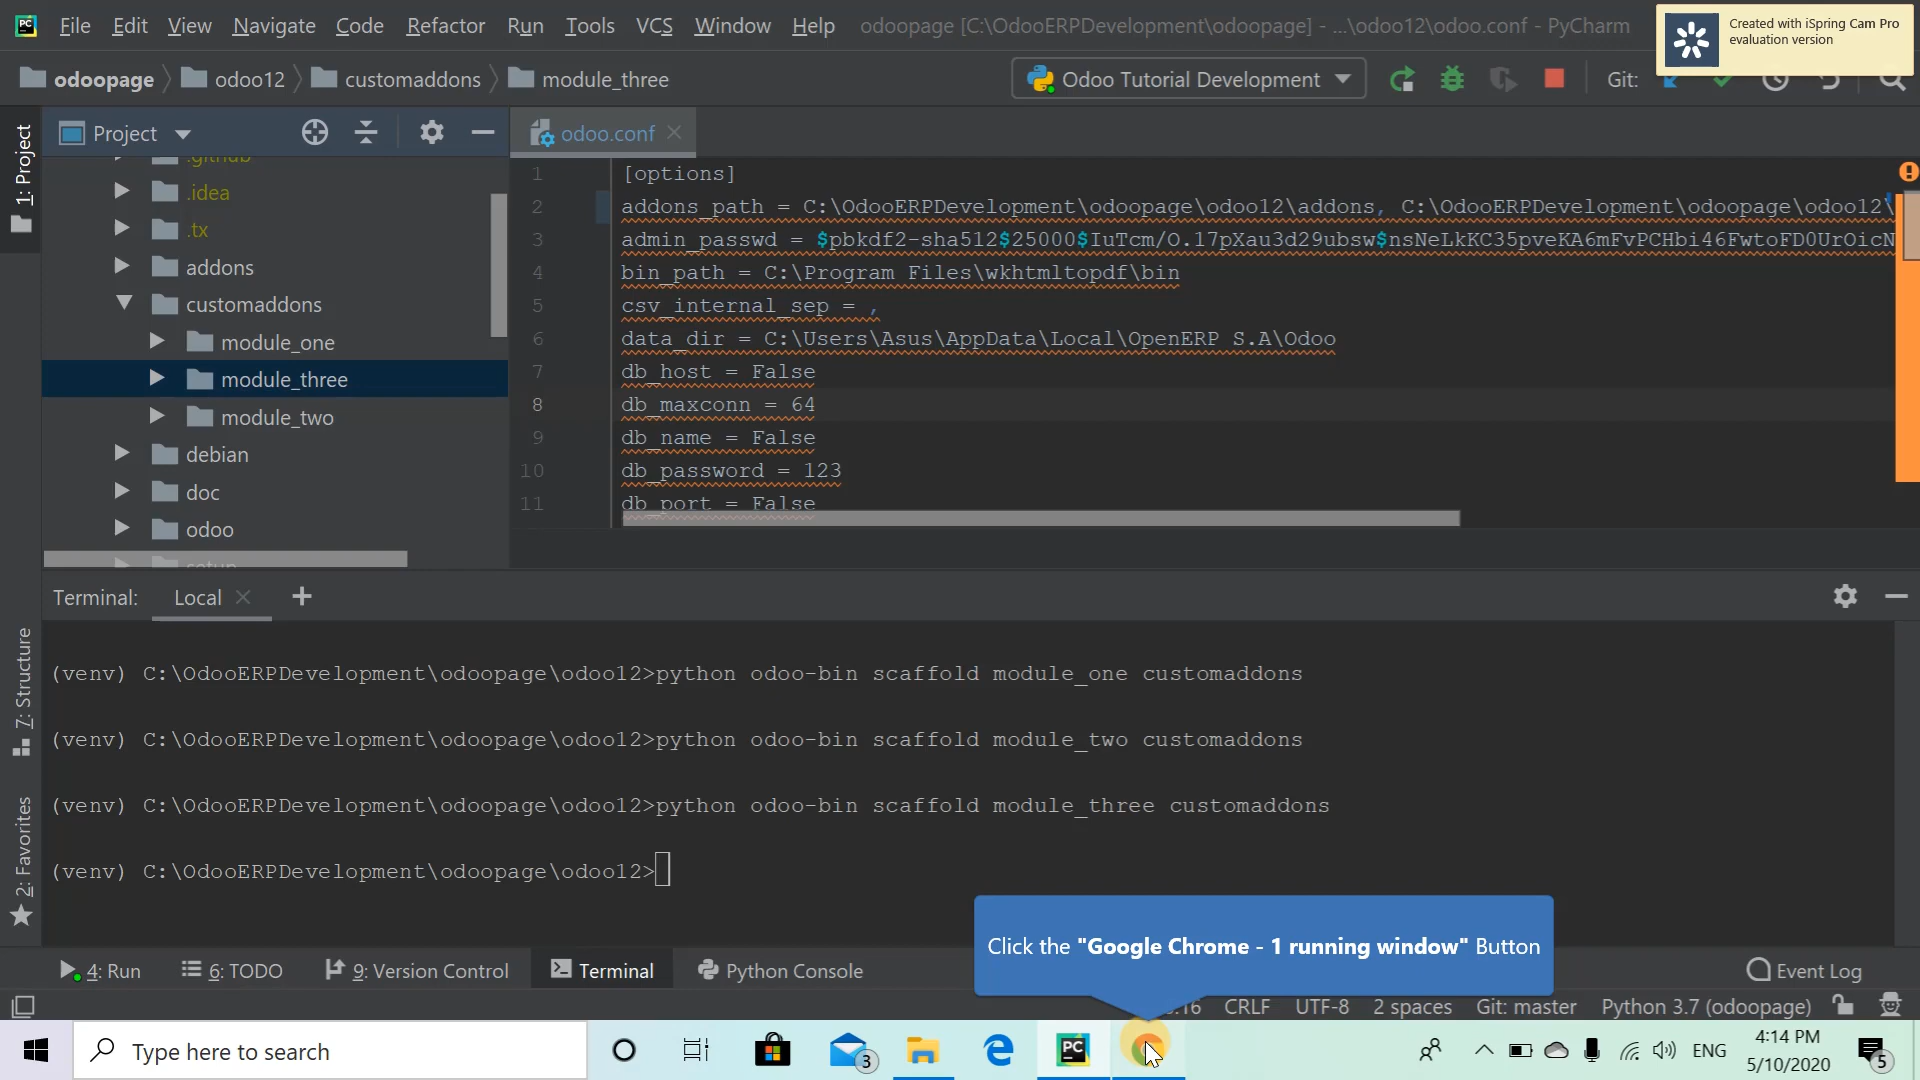 File Edit View Navigate Code Refactor Run Tools VCS Window Help odoopage [C:\OdooERPDevelopment\odoopage] - ...\odoo12\odoo.conf - PyCharm
Created with iSpring Cam Pro
evaluation version
odoopage odoo12 customaddons module_three Odoo Tutorial Development Git:
1: Project
Project
odoo.conf
.github
.idea
.tx
addons
customaddons
module_one
module_three
module_two
debian
doc
odoo
setup
1 [options]
2 addons_path = C:\OdooERPDevelopment\odoopage\odoo12\addons, C:\OdooERPDevelopment\odoopage\odoo12\
3 admin_passwd = $pbkdf2-sha512$25000$IuTcm/O.17pXau3d29ubsw$nsNeLkKC35pveKA6mFvPCHbi46FwtoFD0UrOicN
4 bin_path = C:\Program Files\wkhtmltopdf\bin
5 csv_internal_sep = ,
6 data_dir = C:\Users\Asus\AppData\Local\OpenERP S.A\Odoo
7 db_host = False
8 db_maxconn = 64
9 db_name = False
10 db_password = 123
11 db_port = False
Terminal: Local
7: Structure
2: Favorites
(venv) C:\OdooERPDevelopment\odoopage\odoo12>python odoo-bin scaffold module_one customaddons
(venv) C:\OdooERPDevelopment\odoopage\odoo12>python odoo-bin scaffold module_two customaddons
(venv) C:\OdooERPDevelopment\odoopage\odoo12>python odoo-bin scaffold module_three customaddons
(venv) C:\OdooERPDevelopment\odoopage\odoo12>
Click the "Google Chrome - 1 running window" Button
4: Run 6: TODO 9: Version Control Terminal Python Console Event Log
:16 CRLF UTF-8 2 spaces Git: master Python 3.7 (odoopage)
Type here to search
PC
3
ENG
4:14 PM
5/10/2020
5